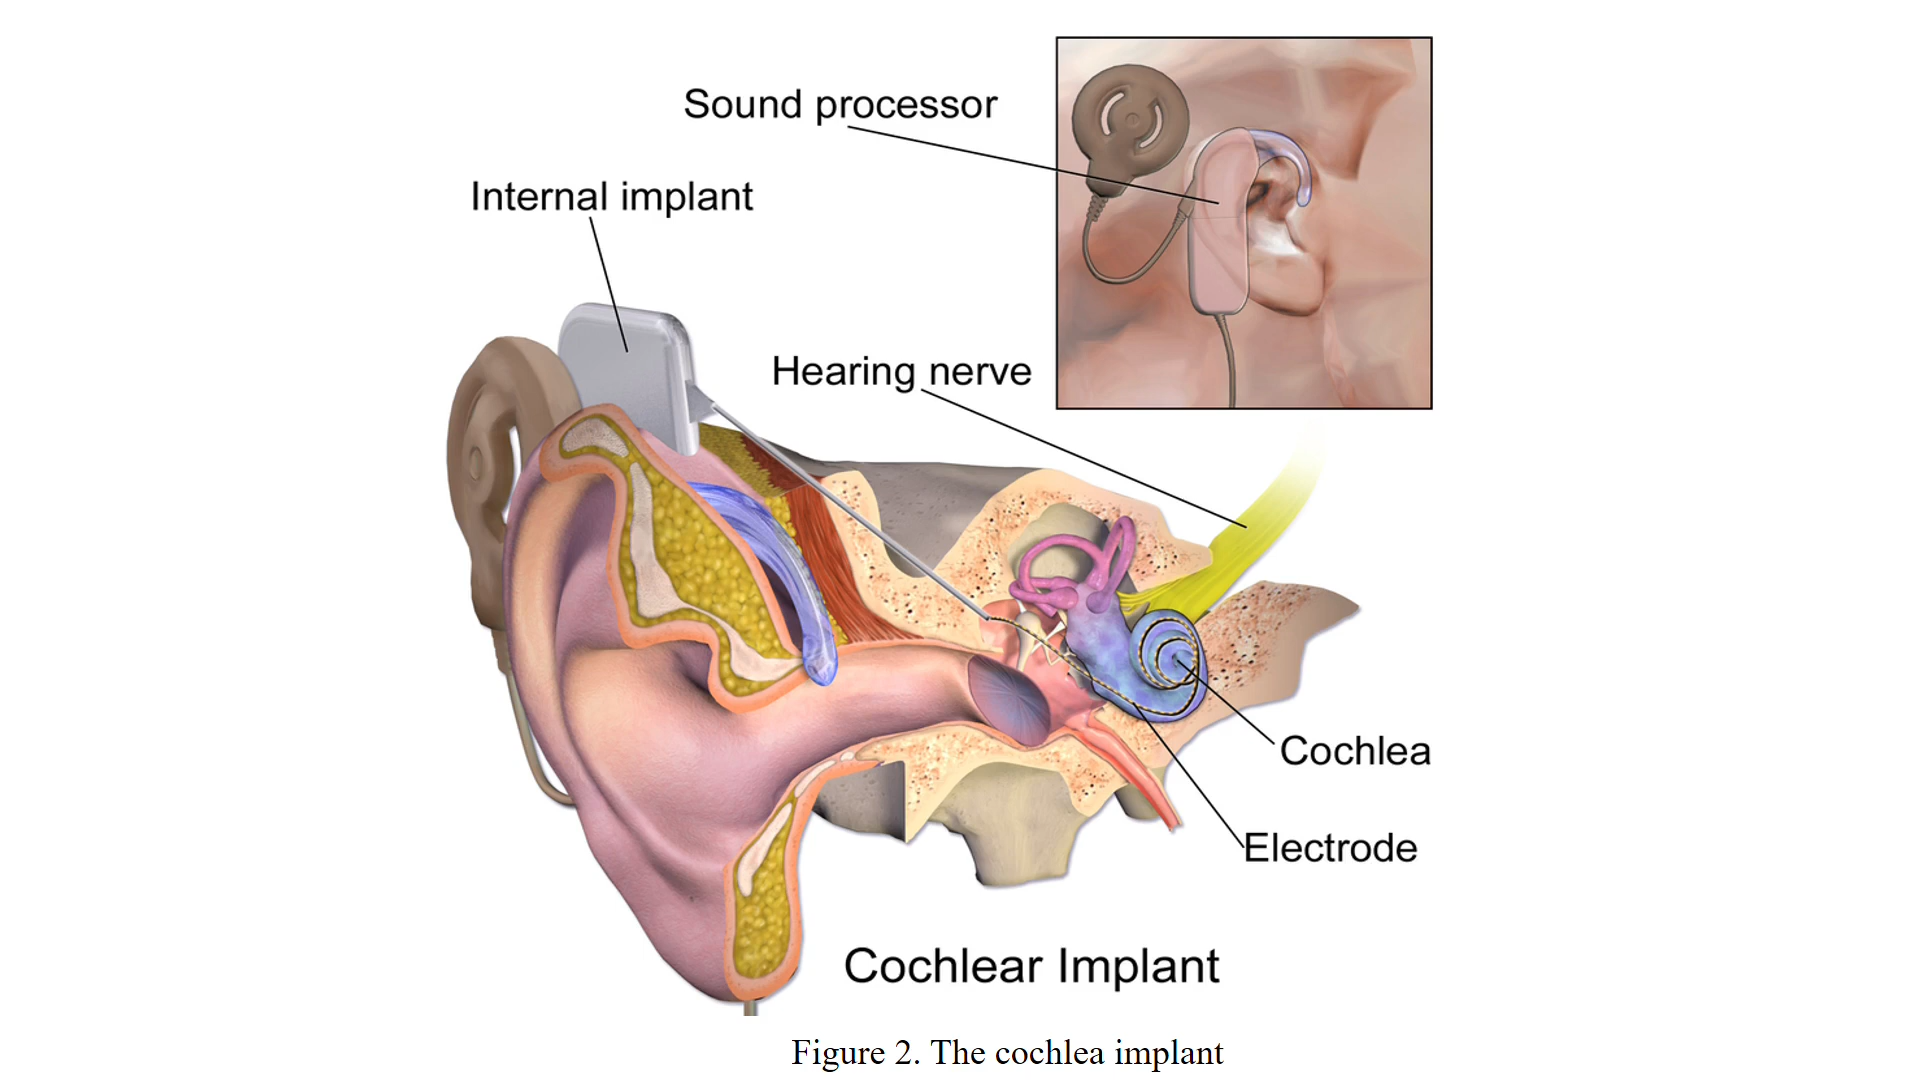 Sound processor
Internal implant
Hearing nerve
Cochlea
Electrode
Cochlear Implant
Figure 2. The cochlea implant